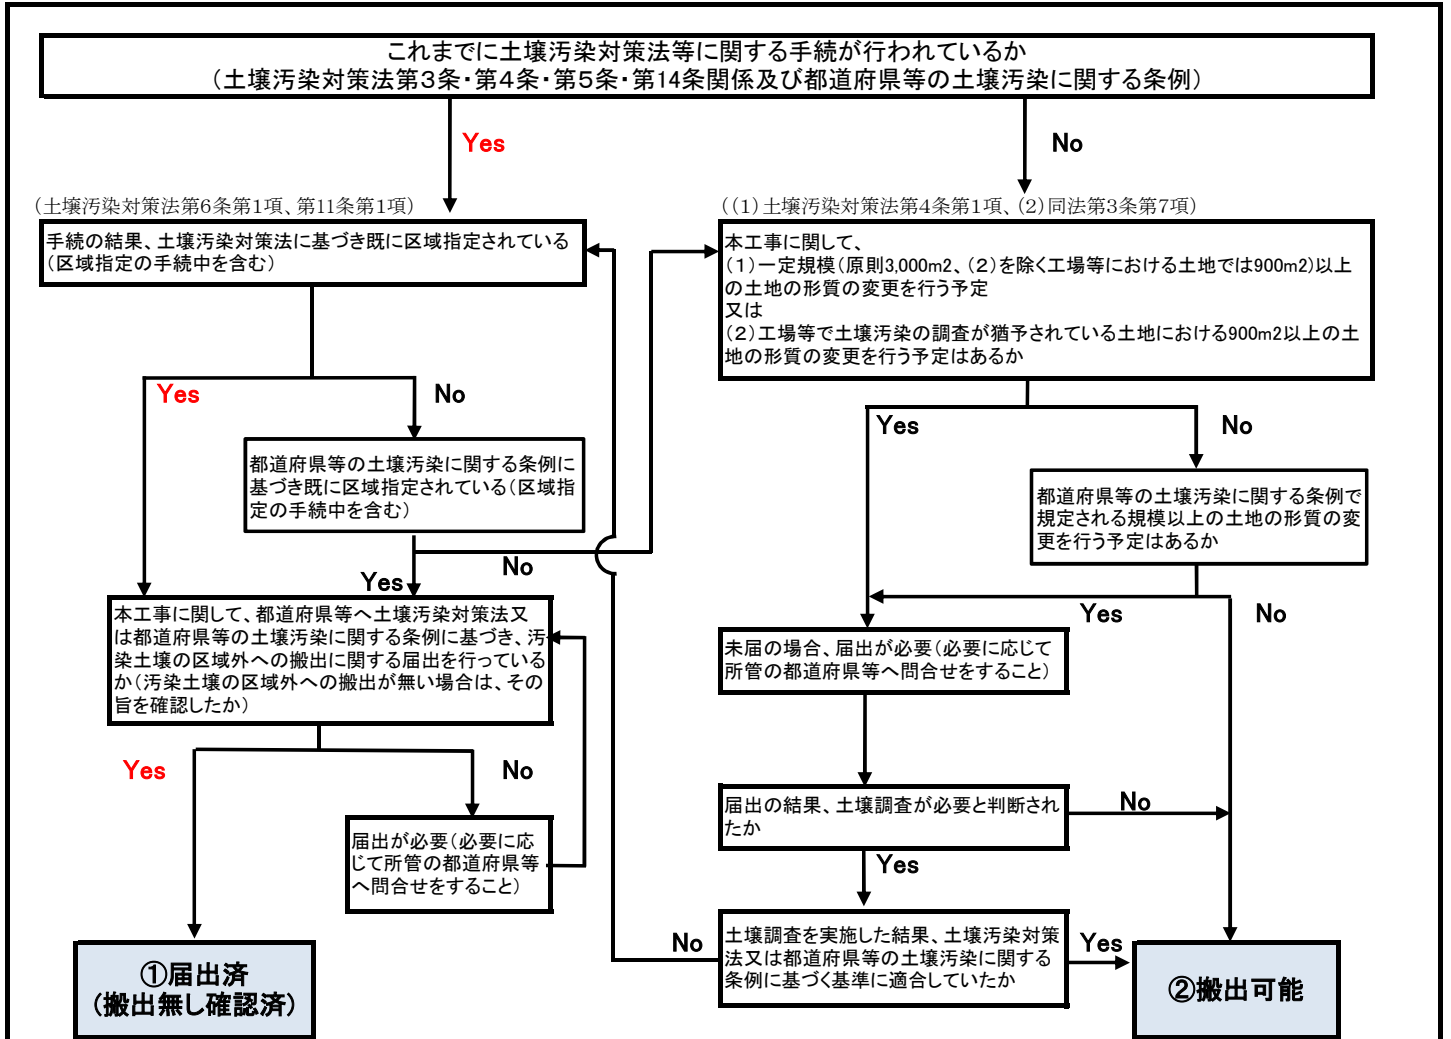 これまでに土壌汚染対策法等に関する手続が行われているか
(土壌汚染対策法第3条・第4条・第5条・第14条関係及び都道府県等の土壌汚染に関する条例)
Yes
No
(土壌汚染対策法第6条第1項、第11条第1項)
((1)土壌汚染対策法第4条第1項、(2)同法第3条第7項)
手続の結果、土壌汚染対策法に基づき既に区域指定されている
(区域指定の手続中を含む)
本工事に関して、
(1)一定規模(原則3,000m2、(2)を除く工場等における土地では900m2)以上
の土地の形質の変更を行う予定
又は
(2)工場等で土壌汚染の調査が猶予されている土地における900m2以上の土
地の形質の変更を行う予定はあるか
Yes
No
Yes
No
都道府県等の土壌汚染に関する条例に
基づき既に区域指定されている(区域指
定の手続中を含む)
都道府県等の土壌汚染に関する条例で
規定される規模以上の土地の形質の変
更を行う予定はあるか
Yes
No
Yes
No
本工事に関して、都道府県等へ土壌汚染対策法又
は都道府県等の土壌汚染に関する条例に基づき、汚
染土壌の区域外への搬出に関する届出を行っている
か(汚染土壌の区域外への搬出が無い場合は、その
旨を確認したか)
未届の場合、届出が必要(必要に応じて
所管の都道府県等へ問合せをすること)
Yes
No
届出の結果、土壌調査が必要と判断され
たか
No
届出が必要(必要に応
じて所管の都道府県等
へ問合せをすること)
Yes
No
土壌調査を実施した結果、土壌汚染対策
法又は都道府県等の土壌汚染に関する
条例に基づく基準に適合していたか
Yes
①届出済
(搬出無し確認済)
②搬出可能